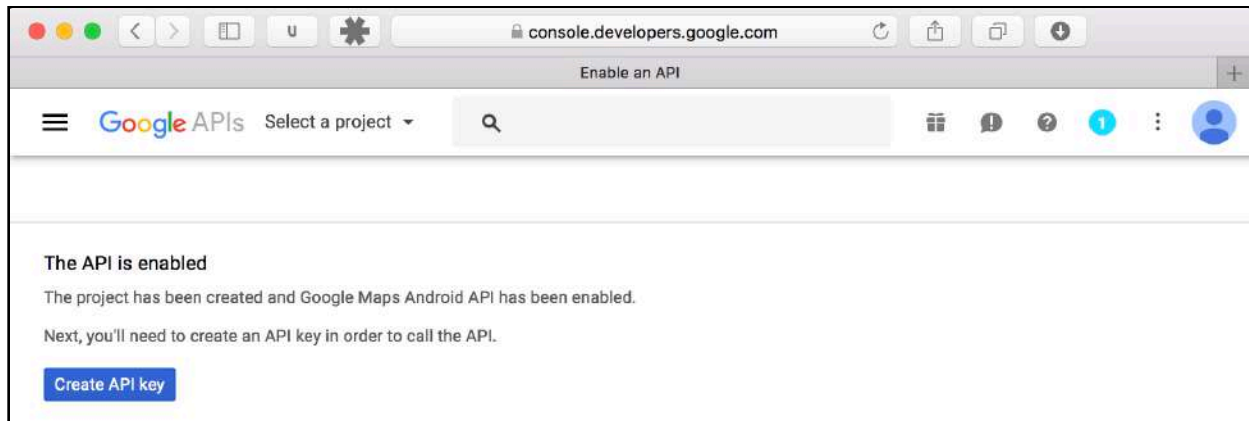 u
console.developers.google.com
Enable an API
+
Google APIs Select a project
1
The API is enabled
The project has been created and Google Maps Android API has been enabled.
Next, you'll need to create an API key in order to call the API.
Create API key